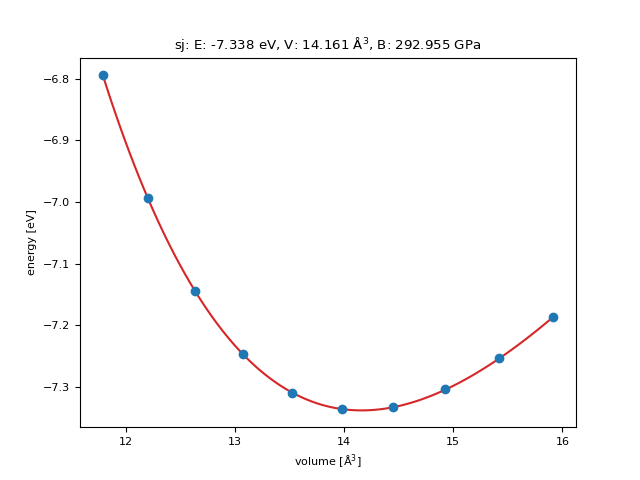 sj: E: -7.338 eV, V: 14.161 Å³, B: 292.955 GPa
−6.8
−6.9
−7.0
−7.1
−7.2
−7.3
energy [eV]
12 13 14 15 16
volume [Å³]